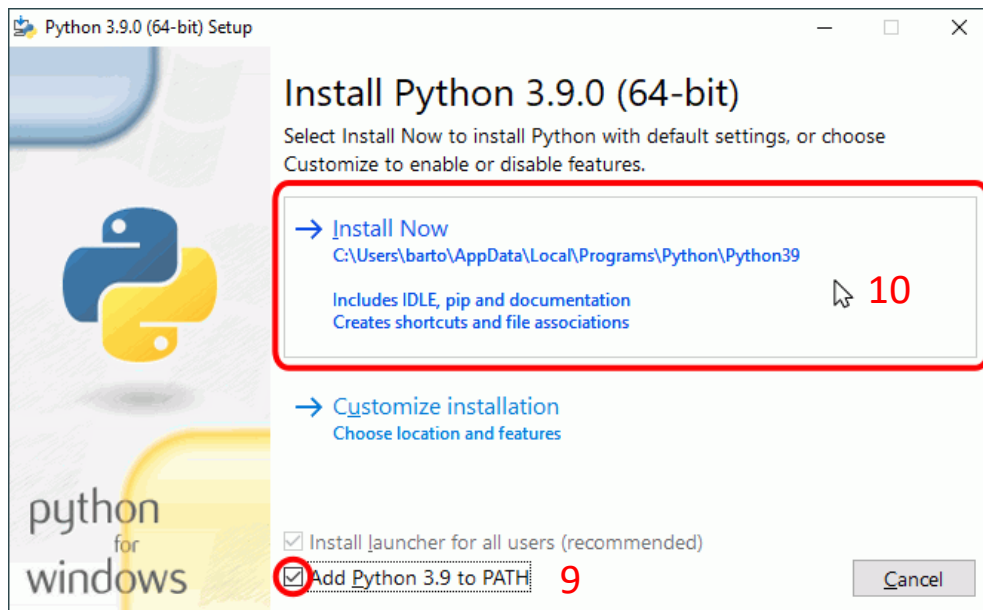 Python 3.9.0 (64-bit) Setup
Install Python 3.9.0 (64-bit)
Select Install Now to install Python with default settings, or choose
Customize to enable or disable features.
Install Now
C:\Users\barto\AppData\Local\Programs\Python\Python39
Includes IDLE, pip and documentation
Creates shortcuts and file associations
10
Customize installation
Choose location and features
python
for
windows
Install launcher for all users (recommended)
Add Python 3.9 to PATH
9
Cancel